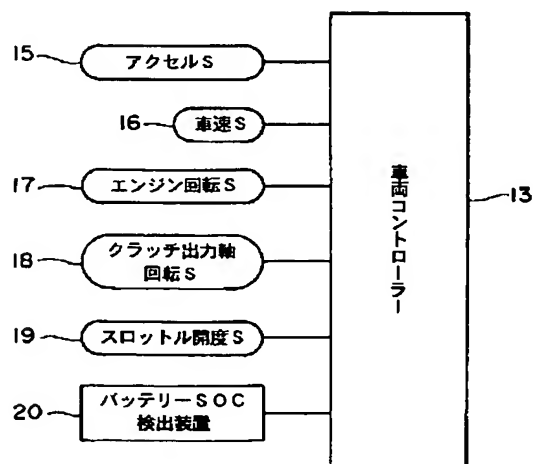 15
アクセルS
16
車速S
17
エンジン回転S
18
クラッチ出力軸
回転S
19
スロットル開度S
20
バッテリーSOC
検出装置
車両コントローラー
13